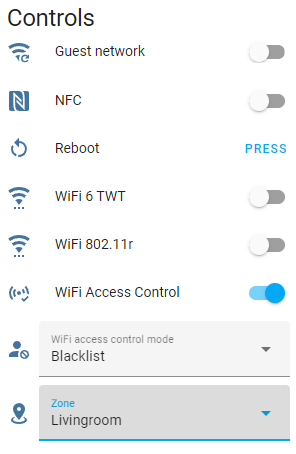 Controls
Guest network
NFC
Reboot PRESS
WiFi 6 TWT
WiFi 802.11r
WiFi Access Control
WiFi access control mode
Blacklist
Zone
Livingroom